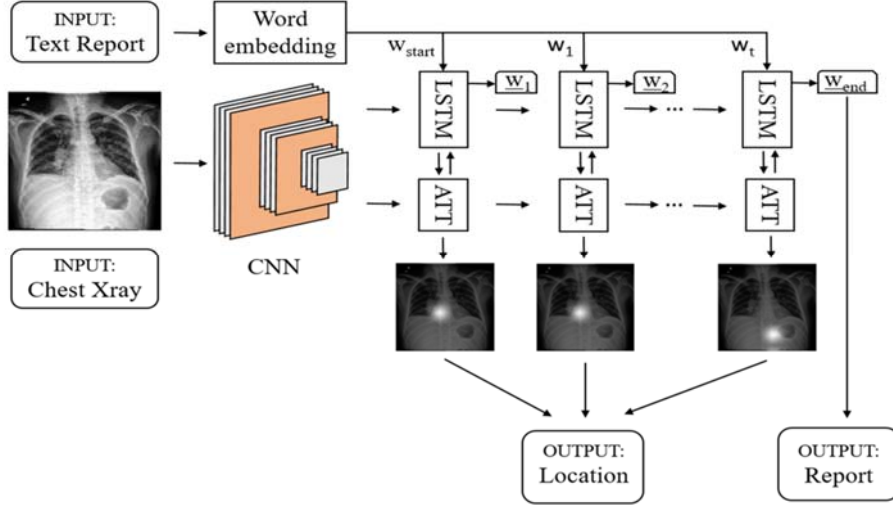 INPUT:
Text Report
Word
embedding
w_start
w_1
w_t
LSTM
w_1
LSTM
w_2
...
LSTM
w_end
ATT
ATT
...
ATT
INPUT:
Chest Xray
CNN
OUTPUT:
Location
OUTPUT:
Report